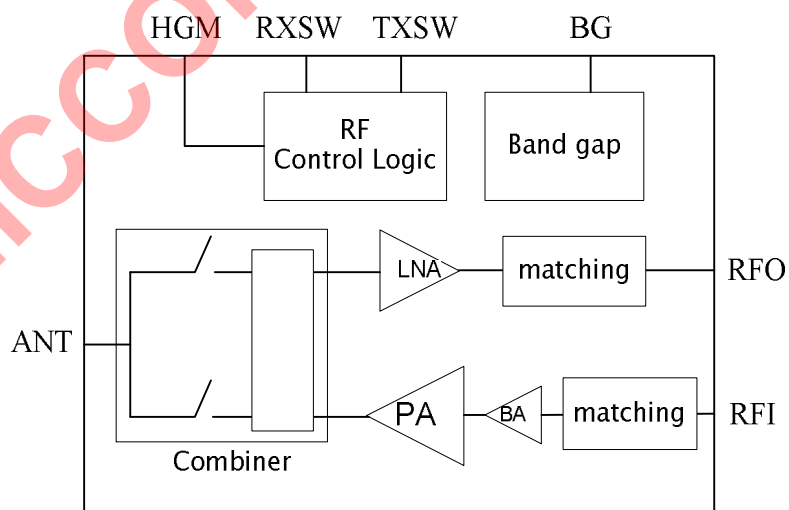 HGM RXSW TXSW BG
RF
Control Logic
Band gap
LNA
matching
RFO
ANT
PA
BA
matching
RFI
Combiner